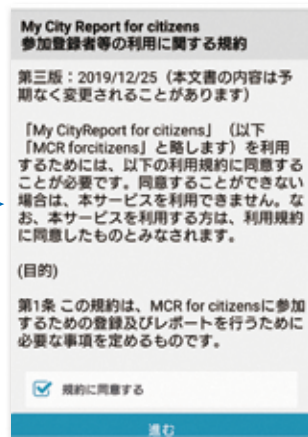 My City Report for citizens
参加登録者等の利用に関する規約
第三版：2019/12/25（本文書の内容は予
期なく変更されることがあります）
「My CityReport for citizens」（以下
「MCR forcitizens」と略します）を利用
するためには、以下の利用規約に同意する
ことが必要です。同意することができない
場合は、本サービスを利用できません。な
お、本サービスを利用する方は、利用規約
に同意したものとみなされます。
(目的)
第1条 この規約は、MCR for citizensに参加
するための登録及びレポートを行うために
必要な事項を定めるものです。
規約に同意する
進む